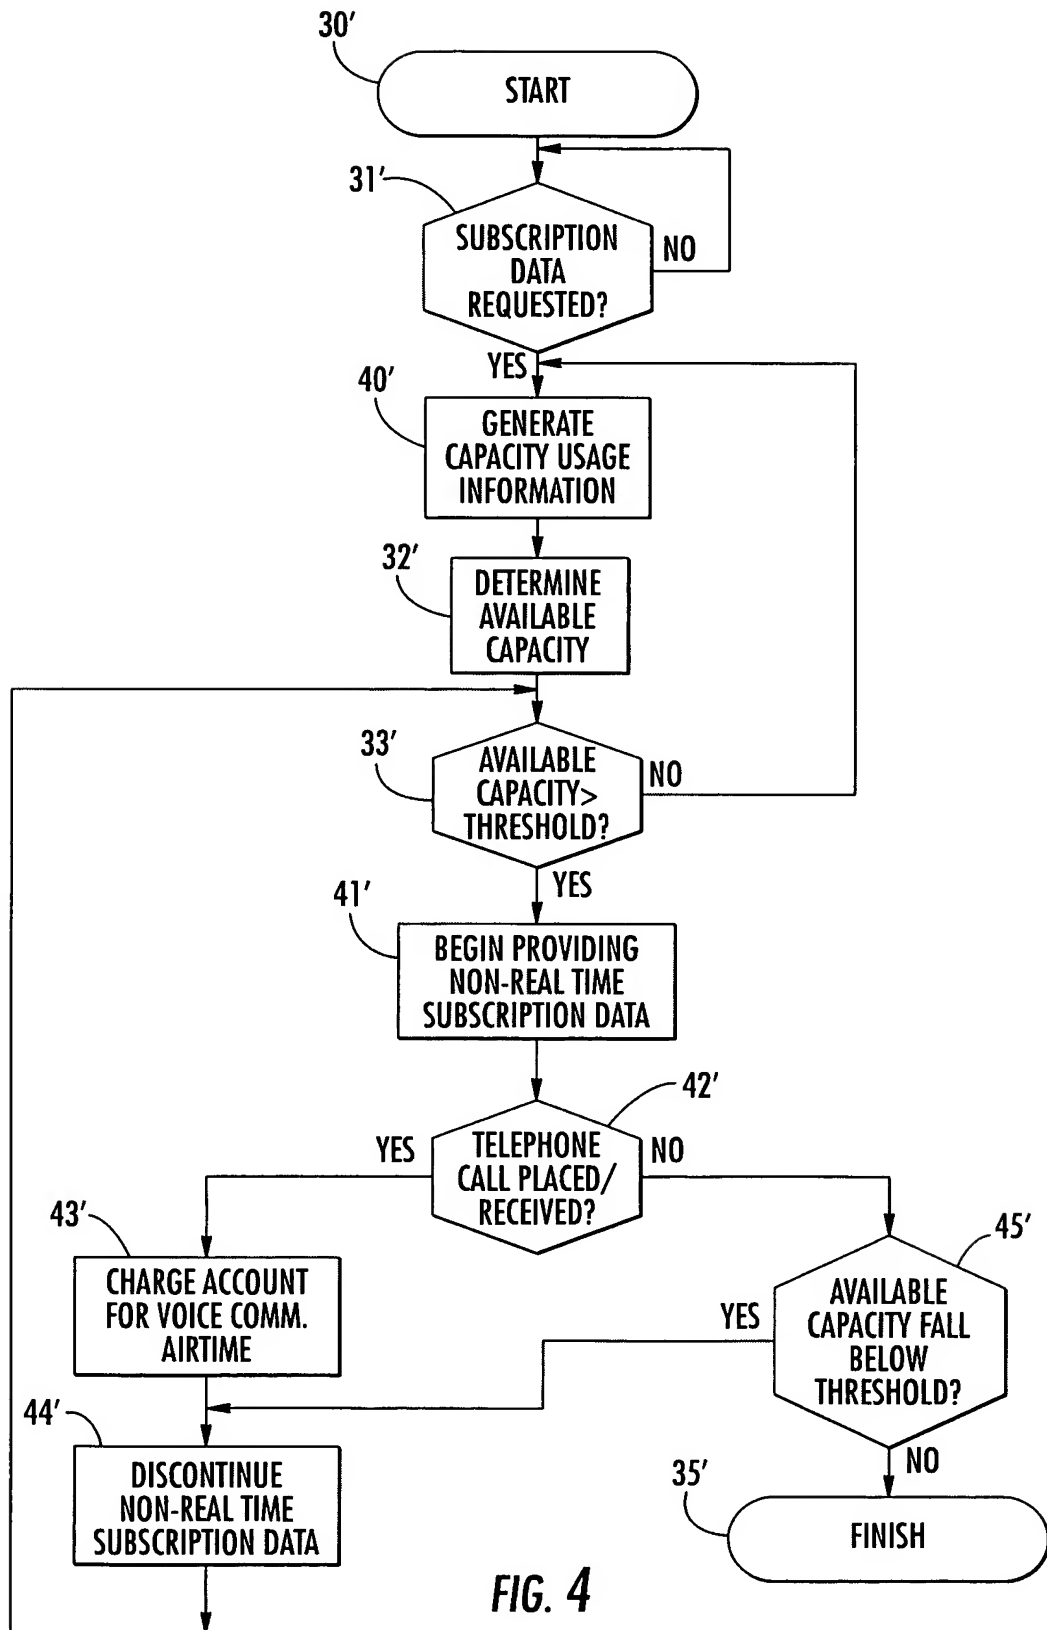 30'
START
31'
SUBSCRIPTION
DATA
REQUESTED?
NO
YES
40'
GENERATE
CAPACITY USAGE
INFORMATION
32'
DETERMINE
AVAILABLE
CAPACITY
33'
AVAILABLE
CAPACITY>
THRESHOLD?
NO
YES
41'
BEGIN PROVIDING
NON-REAL TIME
SUBSCRIPTION DATA
42'
TELEPHONE
CALL PLACED/
RECEIVED?
YES
NO
43'
CHARGE ACCOUNT
FOR VOICE COMM.
AIRTIME
45'
AVAILABLE
CAPACITY FALL
BELOW
THRESHOLD?
YES
NO
44'
DISCONTINUE
NON-REAL TIME
SUBSCRIPTION DATA
35'
FINISH
FIG. 4